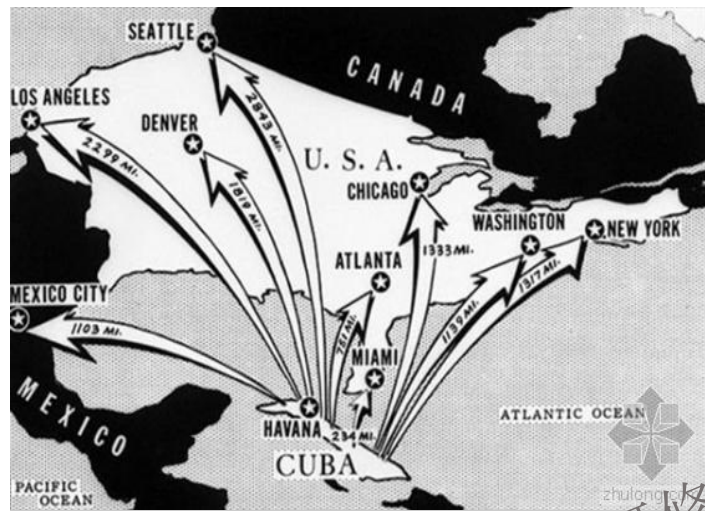 SEATTLE
CANADA
LOS ANGELES
2843 MI.
DENVER
2299 MI.
U. S. A.
1819 MI.
CHICAGO
WASHINGTON
NEW YORK
1333 MI.
ATLANTA
MEXICO CITY
1317 MI.
1139 MI.
1103 MI.
751 MI.
MIAMI
MEXICO
HAVANA
234 MI.
ATLANTIC OCEAN
CUBA
PACIFIC
OCEAN
zhulong.com